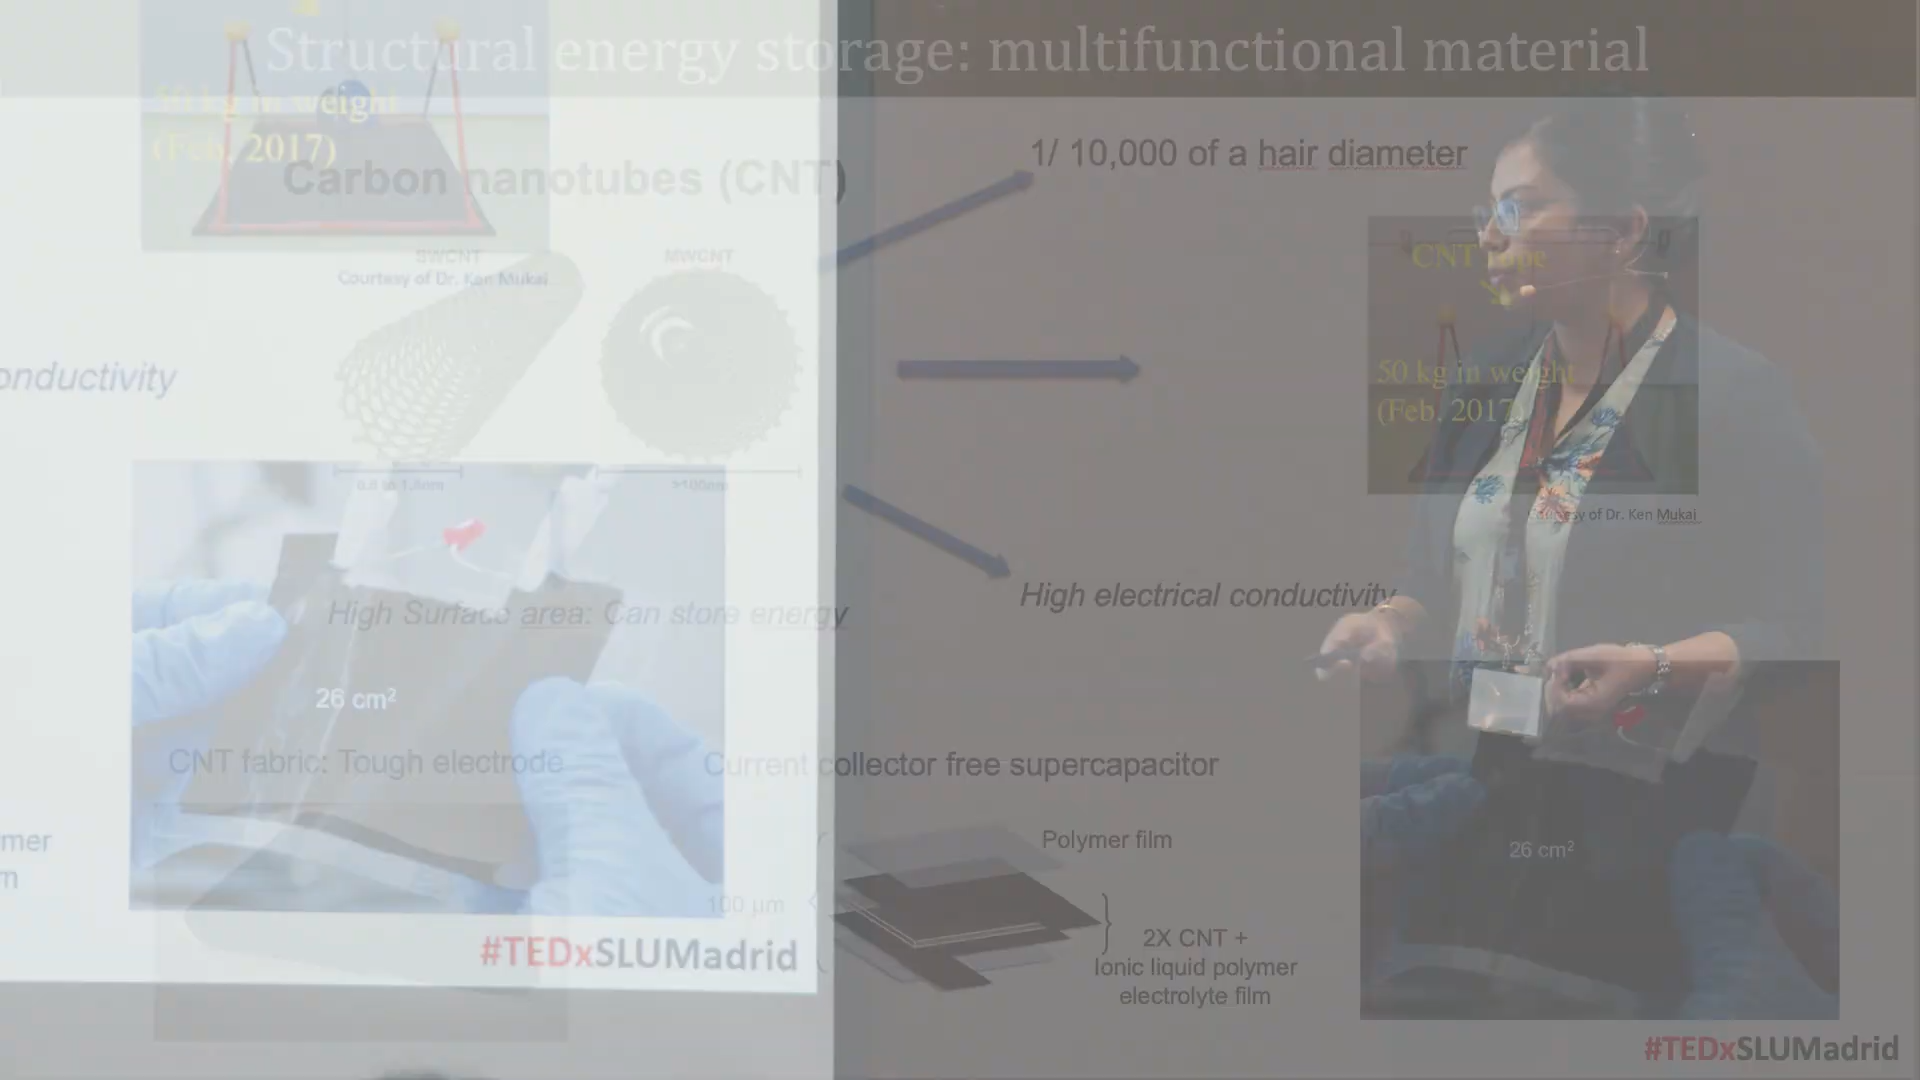 Structural energy storage: multifunctional material
50 kg in weight
(Feb. 2017)
Carbon nanotubes (CNT)
1/ 10,000 of a hair diameter
SWCNT
MWCNT
Courtesy of Dr. Ken Mukai
CNT rope
50 kg in weight
(Feb. 2017)
Courtesy of Dr. Ken Mukai
onductivity
>100nm
High Surface area: Can store energy
High electrical conductivity
26 cm²
CNT fabric: Tough electrode
Current collector free supercapacitor
mer
Polymer film
26 cm²
100 µm
2X CNT +
Ionic liquid polymer
electrolyte film
#TEDxSLUMadrid
#TEDxSLUMadrid